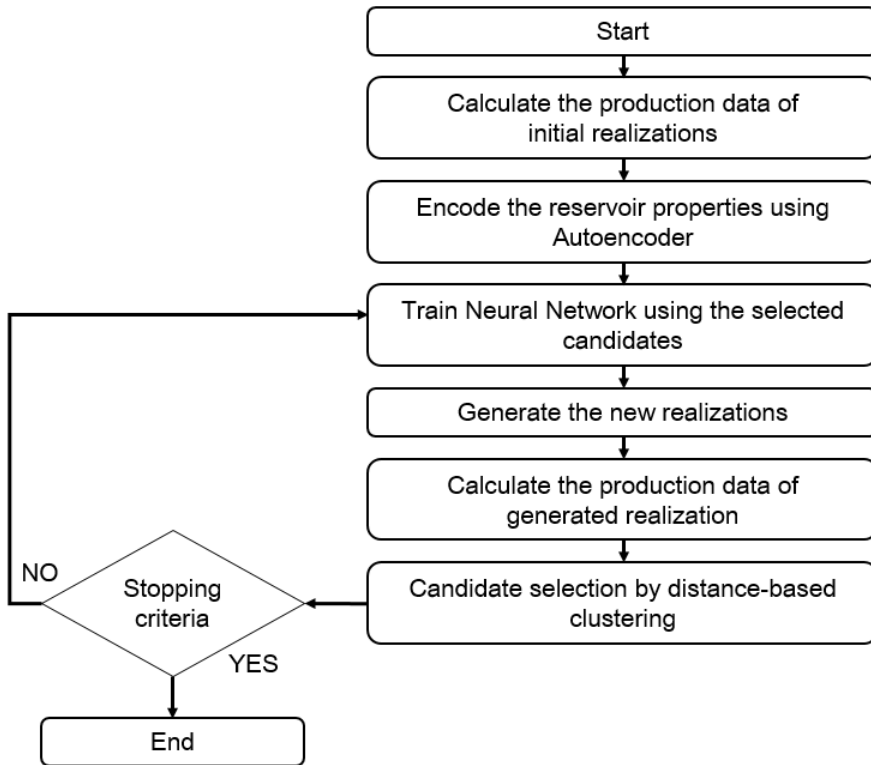 Start
Calculate the production data of
initial realizations
Encode the reservoir properties using
Autoencoder
Train Neural Network using the selected
candidates
Generate the new realizations
Calculate the production data of
generated realization
Candidate selection by distance-based
clustering
NO
Stopping
criteria
YES
End